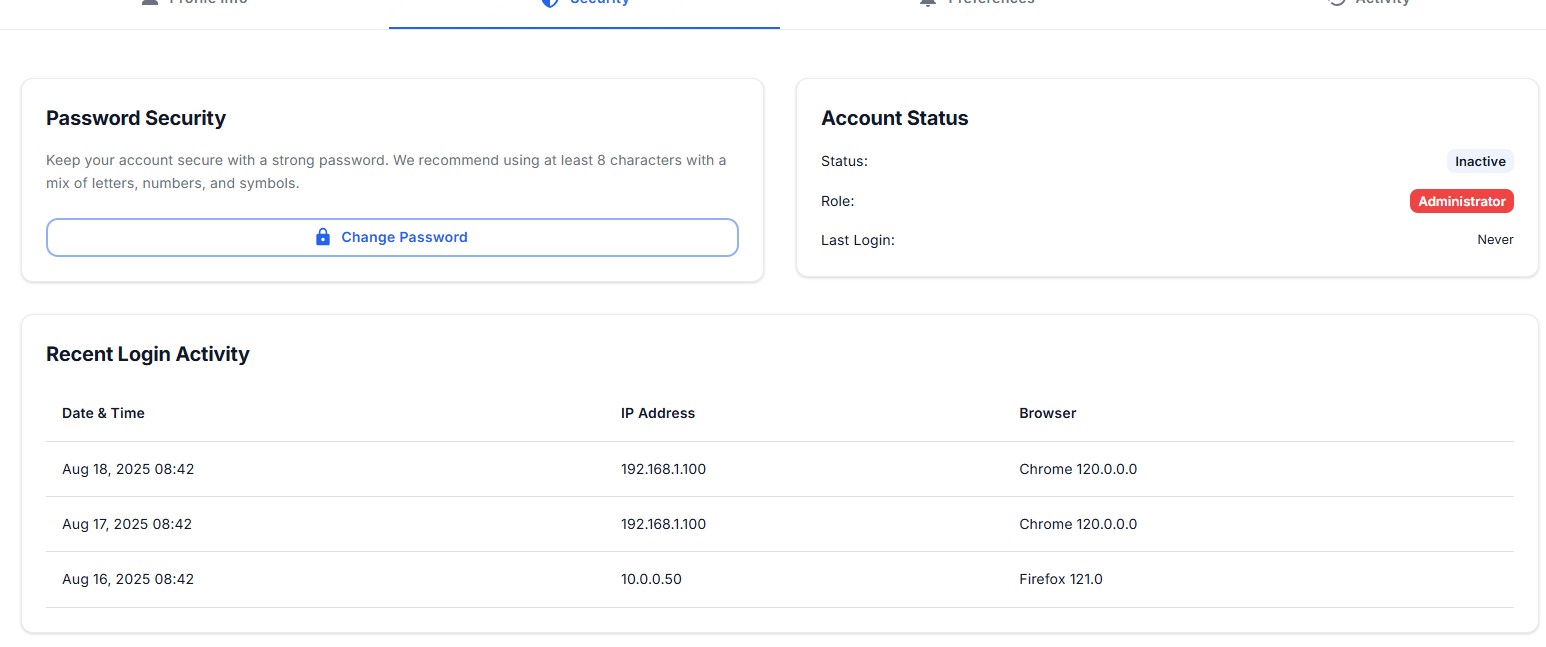 Profile Info
Security
Preferences
Activity
Password Security
Keep your account secure with a strong password. We recommend using at least 8 characters with a
mix of letters, numbers, and symbols.
Change Password
Account Status
Status:
Inactive
Role:
Administrator
Last Login:
Never
Recent Login Activity
Date & Time
IP Address
Browser
Aug 18, 2025 08:42
192.168.1.100
Chrome 120.0.0.0
Aug 17, 2025 08:42
192.168.1.100
Chrome 120.0.0.0
Aug 16, 2025 08:42
10.0.0.50
Firefox 121.0